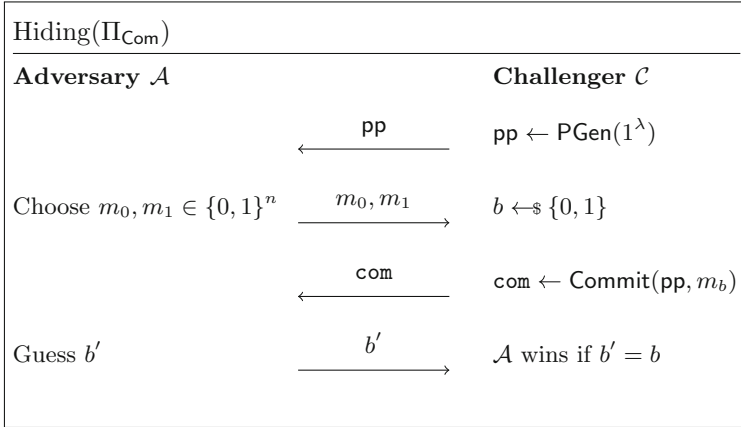 Hiding(Π_Com)
Adversary 𝒜 Challenger 𝒞
pp pp ← PGen(1^λ)
Choose m_0, m_1 ∈ {0, 1}^n m_0, m_1 b ←$ {0, 1}
com com ← Commit(pp, m_b)
Guess b′ b′ 𝒜 wins if b′ = b